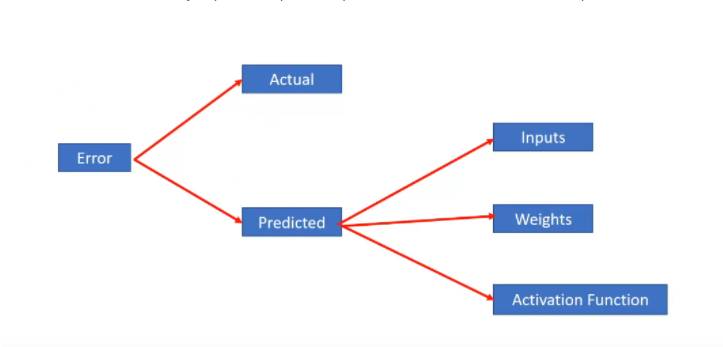 Actual
Error
Inputs
Predicted
Weights
Activation Function